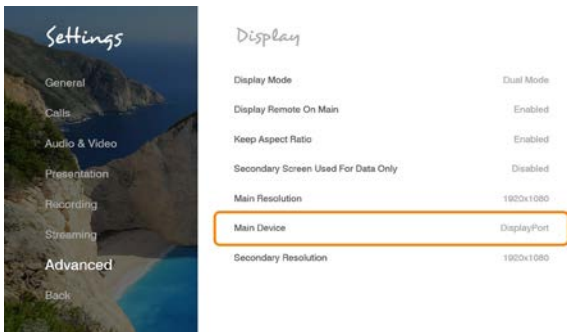 Settings
Display
General
Calls
Audio & Video
Presentation
Recording
Streaming
Advanced
Back
Display Mode Dual Mode
Display Remote On Main Enabled
Keep Aspect Ratio Enabled
Secondary Screen Used For Data Only Disabled
Main Resolution 1920x1080
Main Device DisplayPort
Secondary Resolution 1920x1080